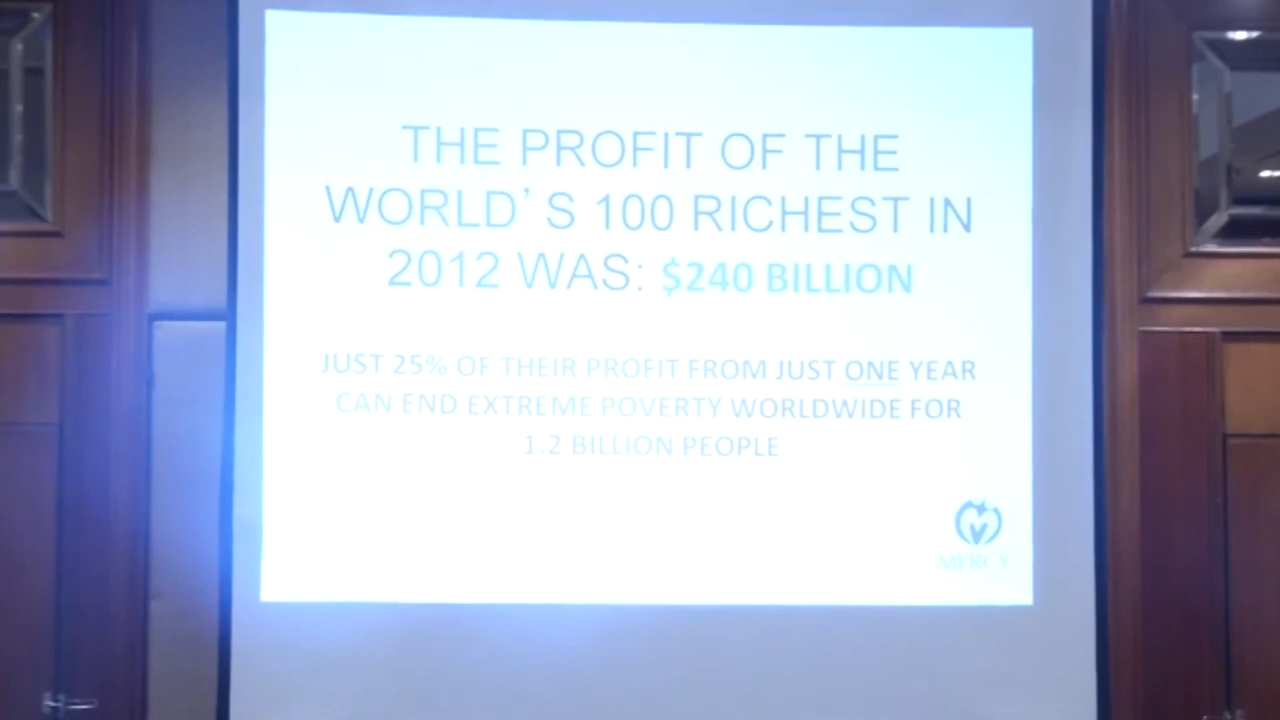 THE PROFIT OF THE
WORLD'S 100 RICHEST IN
2012 WAS: $240 BILLION
JUST 25% OF THEIR PROFIT FROM JUST ONE YEAR
CAN END EXTREME POVERTY WORLDWIDE FOR
1.2 BILLION PEOPLE
MERCY